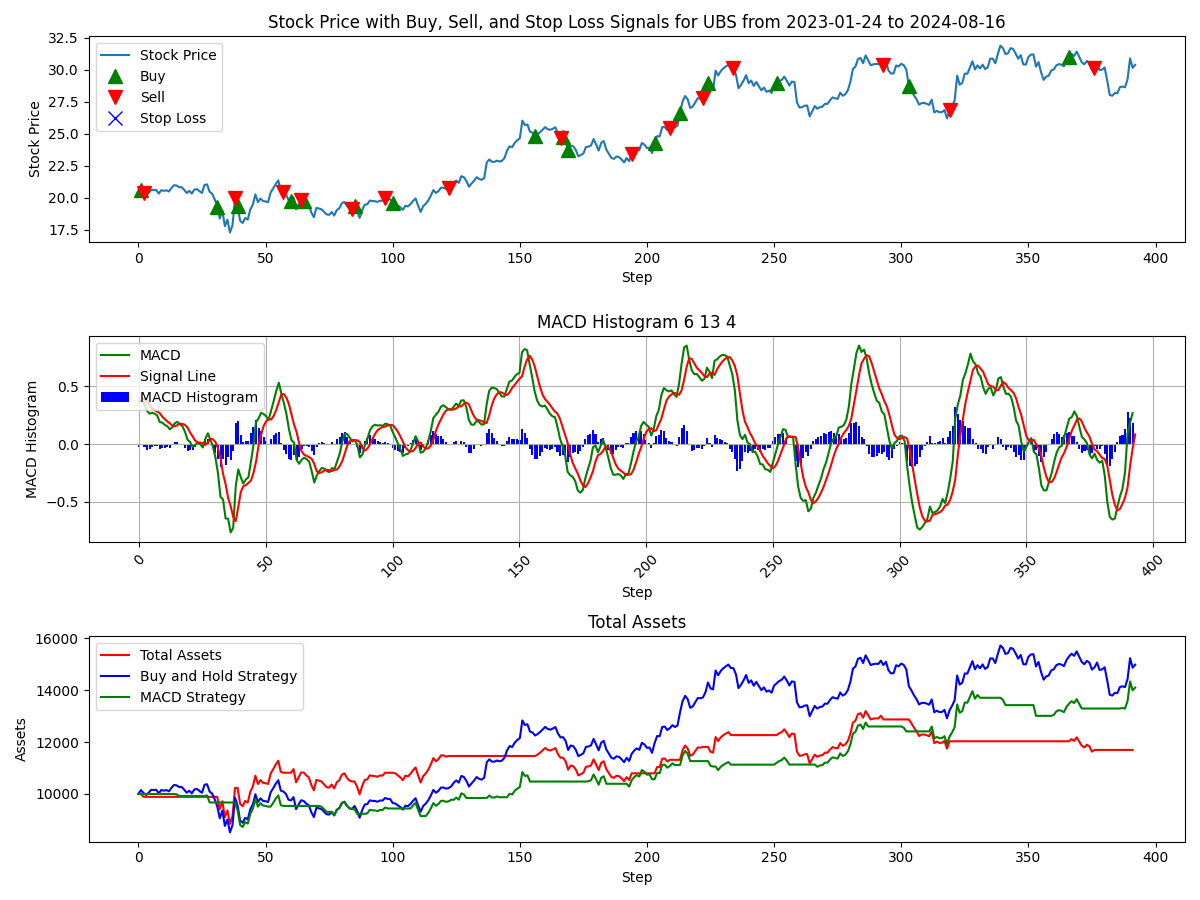 Stock Price with Buy, Sell, and Stop Loss Signals for UBS from 2023-01-24 to 2024-08-16
32.5
30.0
27.5
25.0
22.5
20.0
17.5
Stock Price
Stock Price
Buy
Sell
Stop Loss
0 50 100 150 200 250 300 350 400
Step
MACD Histogram 6 13 4
0.5
0.0
−0.5
MACD Histogram
MACD
Signal Line
MACD Histogram
0 50 100 150 200 250 300 350 400
Step
Total Assets
16000
14000
12000
10000
Assets
Total Assets
Buy and Hold Strategy
MACD Strategy
0 50 100 150 200 250 300 350 400
Step